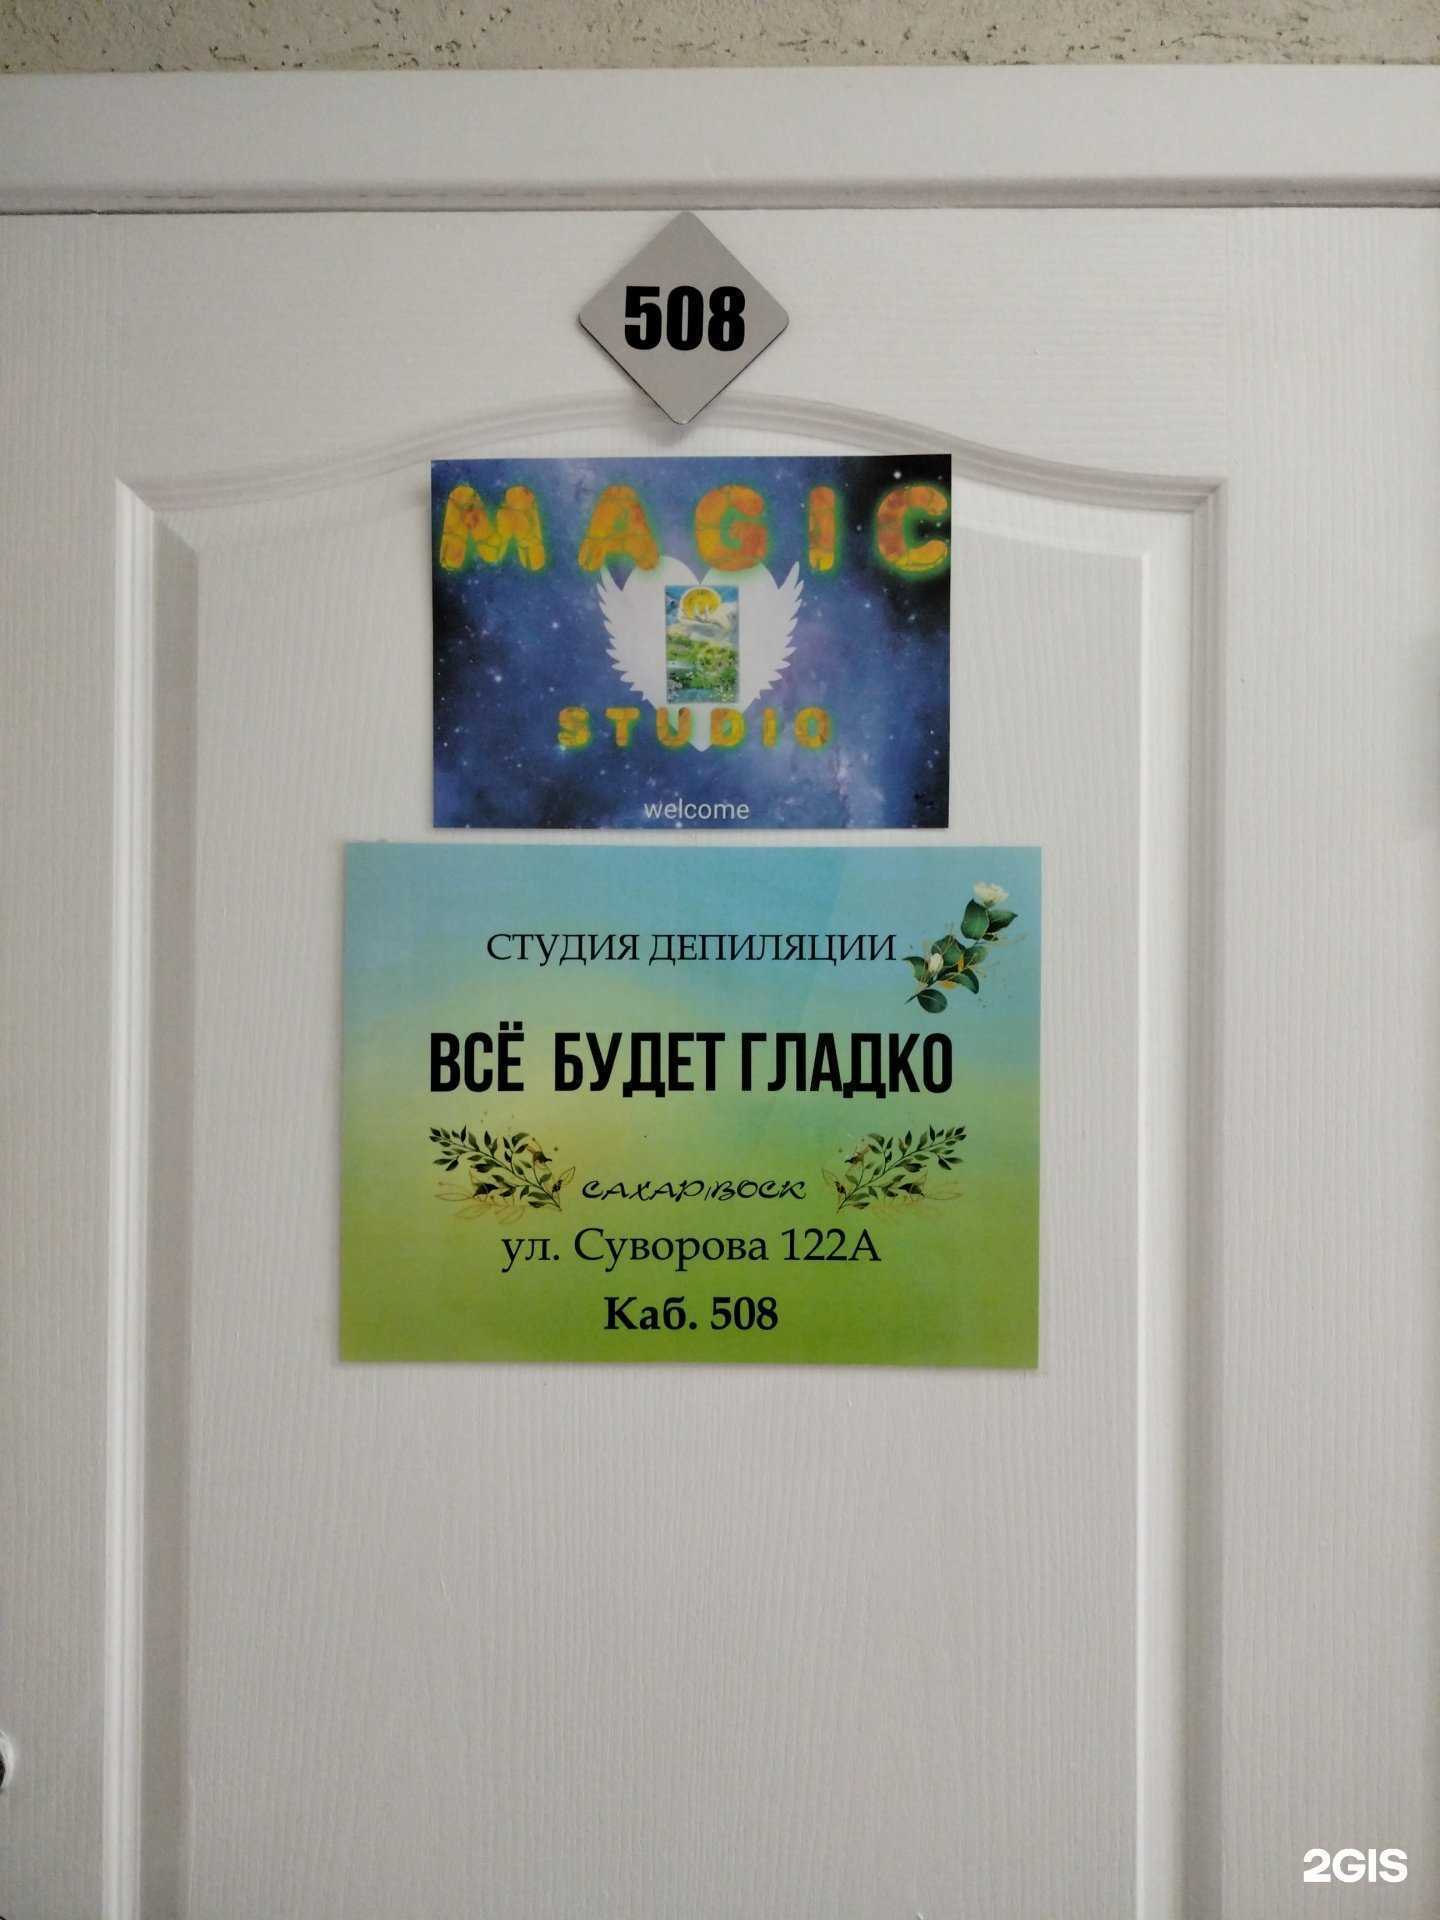 508
MAGIC
STUDIO
welcome
СТУДИЯ ДЕПИЛЯЦИИ
ВСЁ БУДЕТ ГЛАДКО
САХАР/ВОСК
ул. Суворова 122А
Каб. 508
2GIS